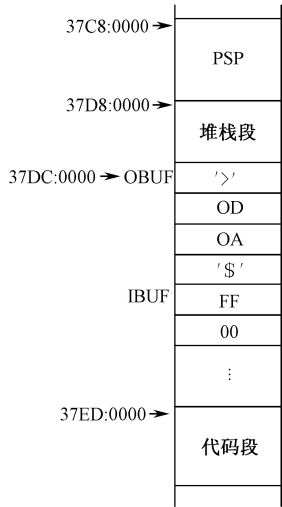 37C8:0000
PSP
37D8:0000
堆栈段
37DC:0000 OBUF '>'
OD
OA
'$'
IBUF FF
00
⋮
37ED:0000
代码段